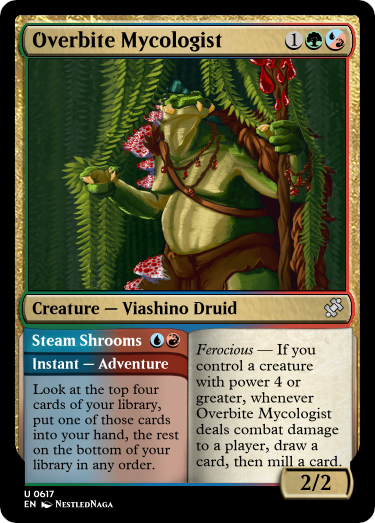 Overbite Mycologist 1
Creature — Viashino Druid
Steam Shrooms
Instant — Adventure
Look at the top four
cards of your library,
put one of those cards
into your hand, the rest
on the bottom of your
library in any order.
Ferocious — If you
control a creature
with power 4 or
greater, whenever
Overbite Mycologist
deals combat damage
to a player, draw a
card, then mill a card.
2/2
U 0617
EN NestledNaga